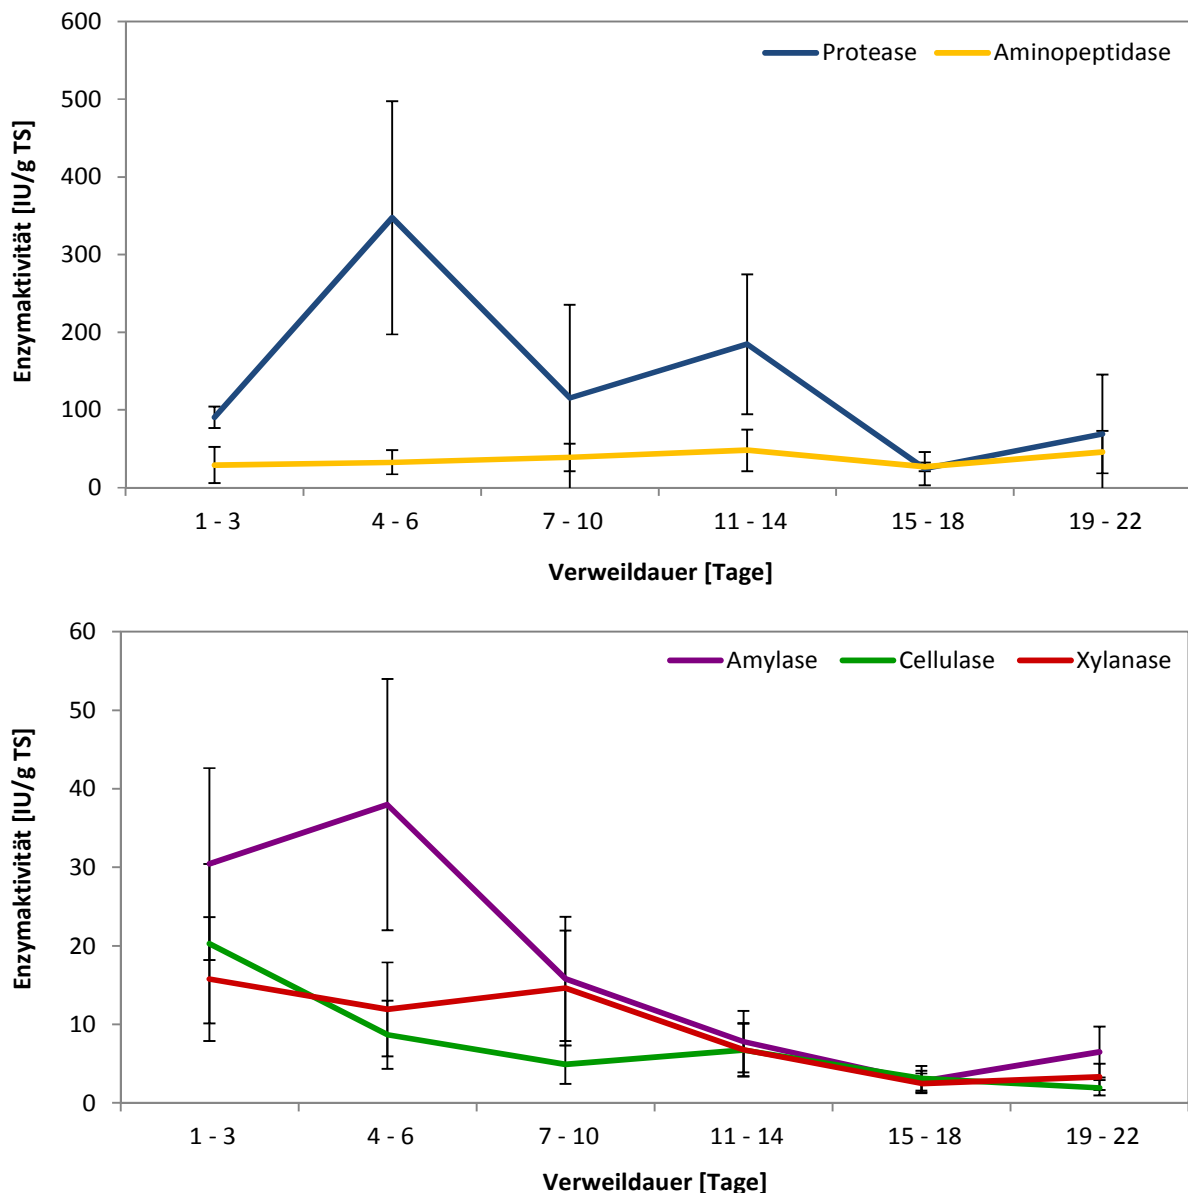 600
500
400
300
200
100
0
Enzymaktivität [IU/g TS]
Protease Aminopeptidase
1 - 3 4 - 6 7 - 10 11 - 14 15 - 18 19 - 22
Verweildauer [Tage]
60
50
40
30
20
10
0
Enzymaktivität [IU/g TS]
Amylase Cellulase Xylanase
1 - 3 4 - 6 7 - 10 11 - 14 15 - 18 19 - 22
Verweildauer [Tage]